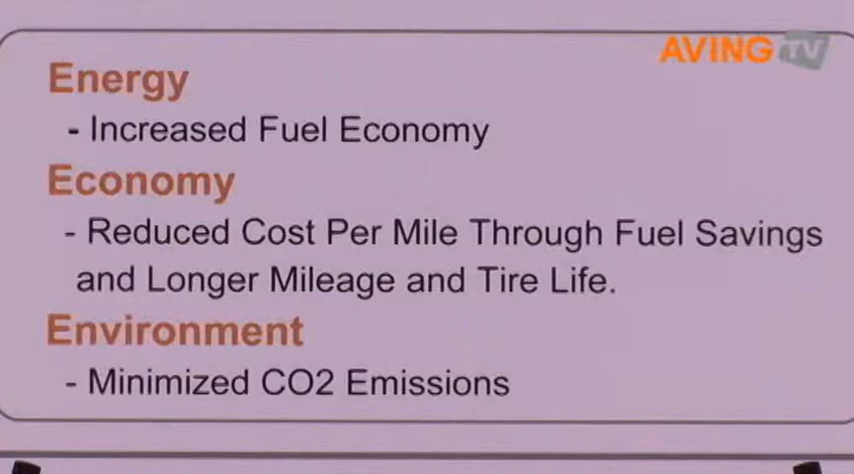 AVING TV
Energy
- Increased Fuel Economy
Economy
- Reduced Cost Per Mile Through Fuel Savings
and Longer Mileage and Tire Life.
Environment
- Minimized CO2 Emissions